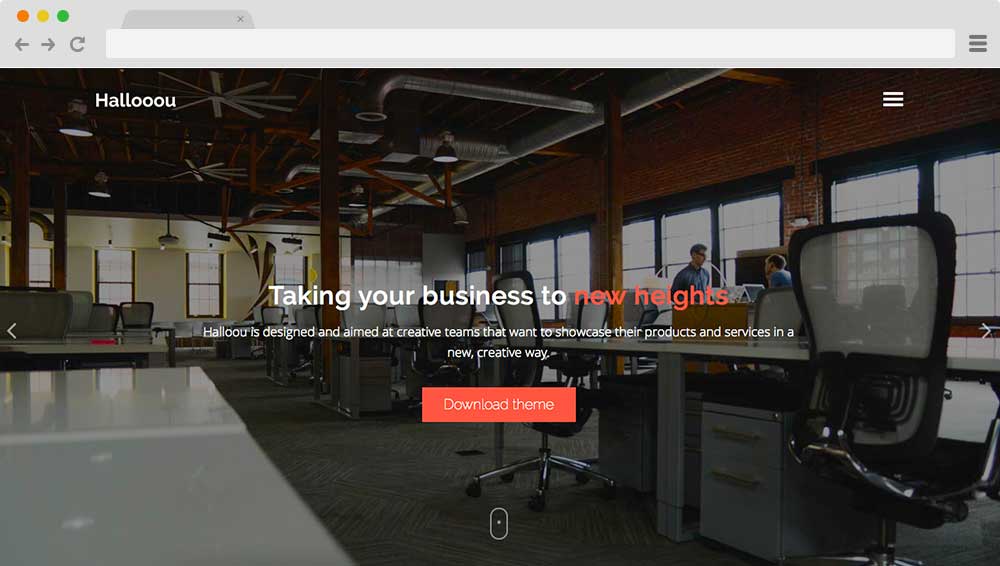 Hallooou
Taking your business to new heights
Halloou is designed and aimed at creative teams that want to showcase their products and services in a
new, creative way.
Download theme